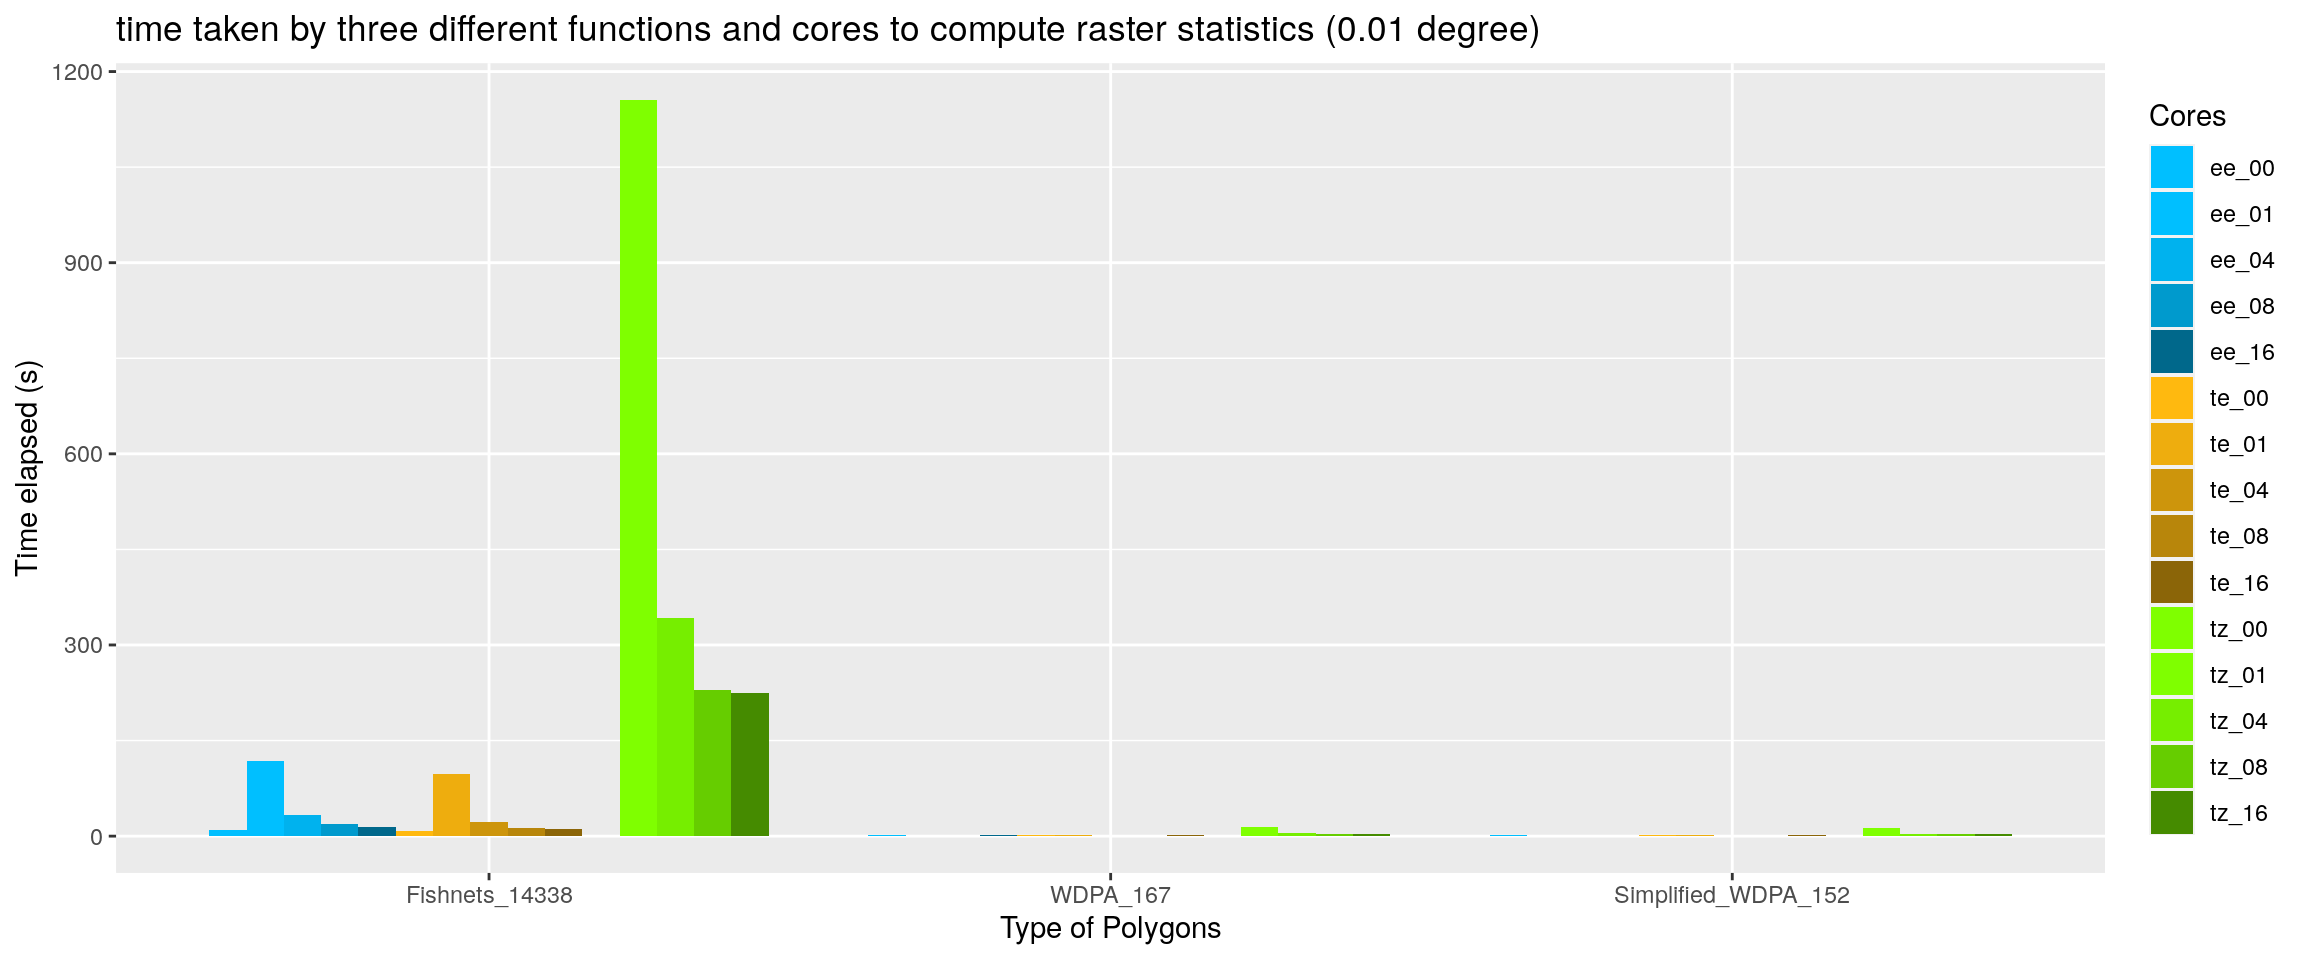 time taken by three different functions and cores to compute raster statistics (0.01 degree)
1200
900
600
300
0
Time elapsed (s)
Fishnets_14338
WDPA_167
Simplified_WDPA_152
Type of Polygons
Cores
ee_00
ee_01
ee_04
ee_08
ee_16
te_00
te_01
te_04
te_08
te_16
tz_00
tz_01
tz_04
tz_08
tz_16